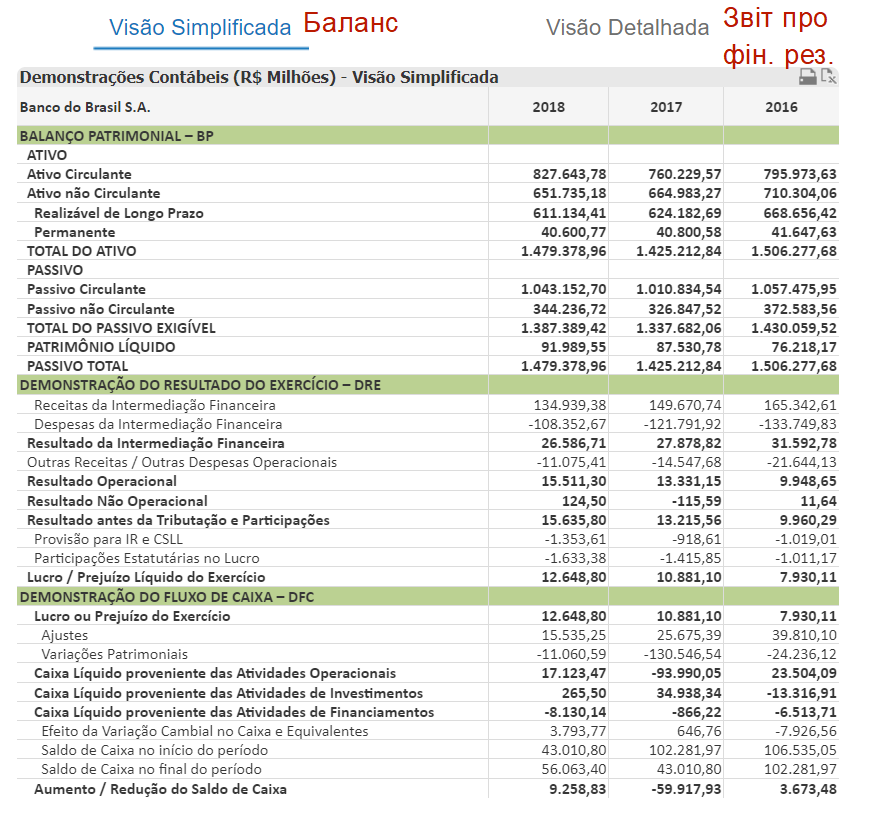 Visão Simplificada Баланс Visão Detalhada Звіт про
фін. рез.
Demonstrações Contábeis (R$ Milhões) - Visão Simplificada
Banco do Brasil S.A. 2018 2017 2016
BALANÇO PATRIMONIAL – BP
ATIVO
Ativo Circulante 827.643,78 760.229,57 795.973,63
Ativo não Circulante 651.735,18 664.983,27 710.304,06
Realizável de Longo Prazo 611.134,41 624.182,69 668.656,42
Permanente 40.600,77 40.800,58 41.647,63
TOTAL DO ATIVO 1.479.378,96 1.425.212,84 1.506.277,68
PASSIVO
Passivo Circulante 1.043.152,70 1.010.834,54 1.057.475,95
Passivo não Circulante 344.236,72 326.847,52 372.583,56
TOTAL DO PASSIVO EXIGÍVEL 1.387.389,42 1.337.682,06 1.430.059,52
PATRIMÔNIO LÍQUIDO 91.989,55 87.530,78 76.218,17
PASSIVO TOTAL 1.479.378,96 1.425.212,84 1.506.277,68
DEMONSTRAÇÃO DO RESULTADO DO EXERCÍCIO – DRE
Receitas da Intermediação Financeira 134.939,38 149.670,74 165.342,61
Despesas da Intermediação Financeira -108.352,67 -121.791,92 -133.749,83
Resultado da Intermediação Financeira 26.586,71 27.878,82 31.592,78
Outras Receitas / Outras Despesas Operacionais -11.075,41 -14.547,68 -21.644,13
Resultado Operacional 15.511,30 13.331,15 9.948,65
Resultado Não Operacional 124,50 -115,59 11,64
Resultado antes da Tributação e Participações 15.635,80 13.215,56 9.960,29
Provisão para IR e CSLL -1.353,61 -918,61 -1.019,01
Participações Estatutárias no Lucro -1.633,38 -1.415,85 -1.011,17
Lucro / Prejuízo Líquido do Exercício 12.648,80 10.881,10 7.930,11
DEMONSTRAÇÃO DO FLUXO DE CAIXA – DFC
Lucro ou Prejuízo do Exercício 12.648,80 10.881,10 7.930,11
Ajustes 15.535,25 25.675,39 39.810,10
Variações Patrimoniais -11.060,59 -130.546,54 -24.236,12
Caixa Líquido proveniente das Atividades Operacionais 17.123,47 -93.990,05 23.504,09
Caixa Líquido proveniente das Atividades de Investimentos 265,50 34.938,34 -13.316,91
Caixa Líquido proveniente das Atividades de Financiamentos -8.130,14 -866,22 -6.513,71
Efeito da Variação Cambial no Caixa e Equivalentes 3.793,77 646,76 -7.926,56
Saldo de Caixa no início do período 43.010,80 102.281,97 106.535,05
Saldo de Caixa no final do período 56.063,40 43.010,80 102.281,97
Aumento / Redução do Saldo de Caixa 9.258,83 -59.917,93 3.673,48